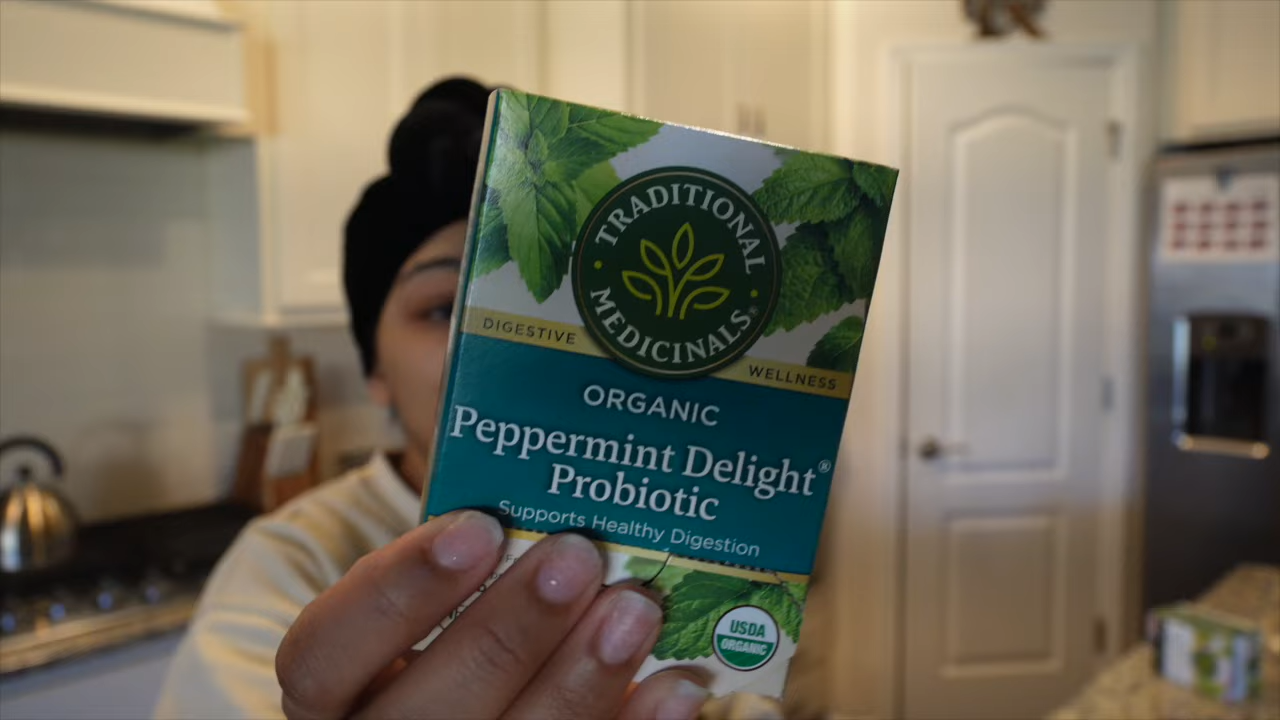 TRADITIONAL
MEDICINALS®
DIGESTIVE
WELLNESS
ORGANIC
Peppermint Delight®
Probiotic
Supports Healthy Digestion
USDA
ORGANIC